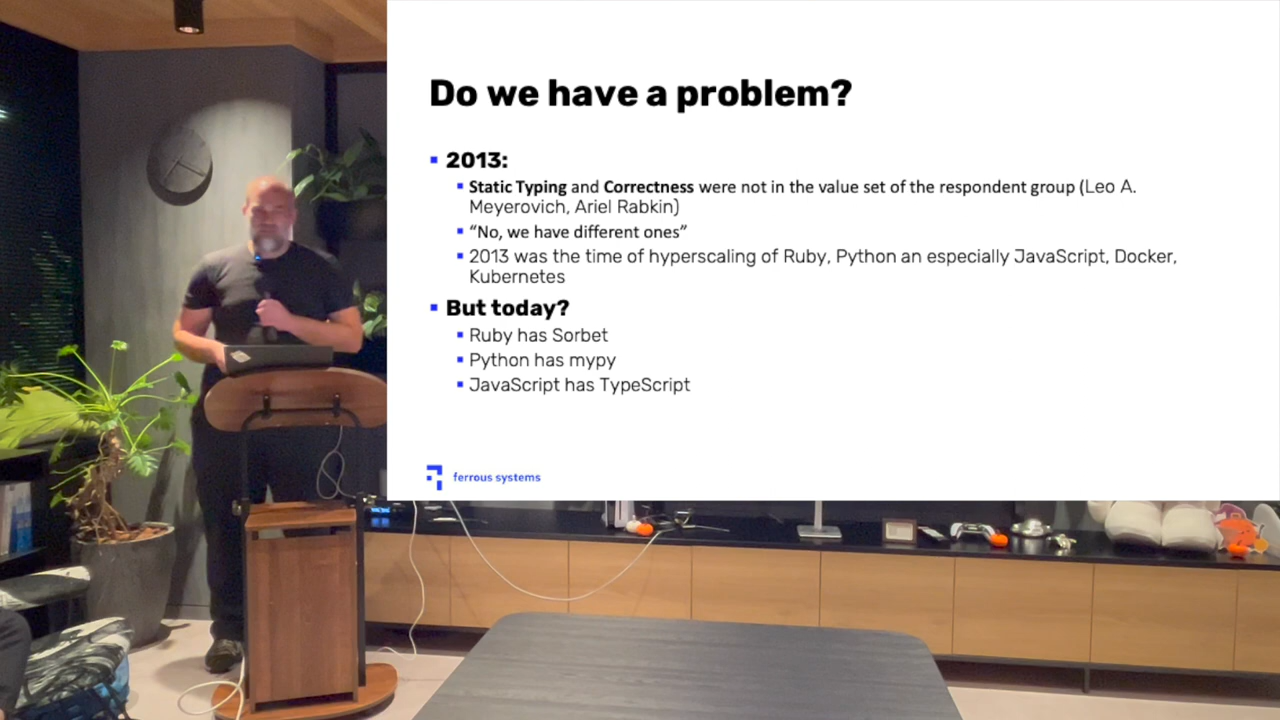 Do we have a problem?
2013:
Static Typing and Correctness were not in the value set of the respondent group (Leo A.
Meyerovich, Ariel Rabkin)
“No, we have different ones”
2013 was the time of hyperscaling of Ruby, Python an especially JavaScript, Docker,
Kubernetes
But today?
Ruby has Sorbet
Python has mypy
JavaScript has TypeScript
ferrous systems